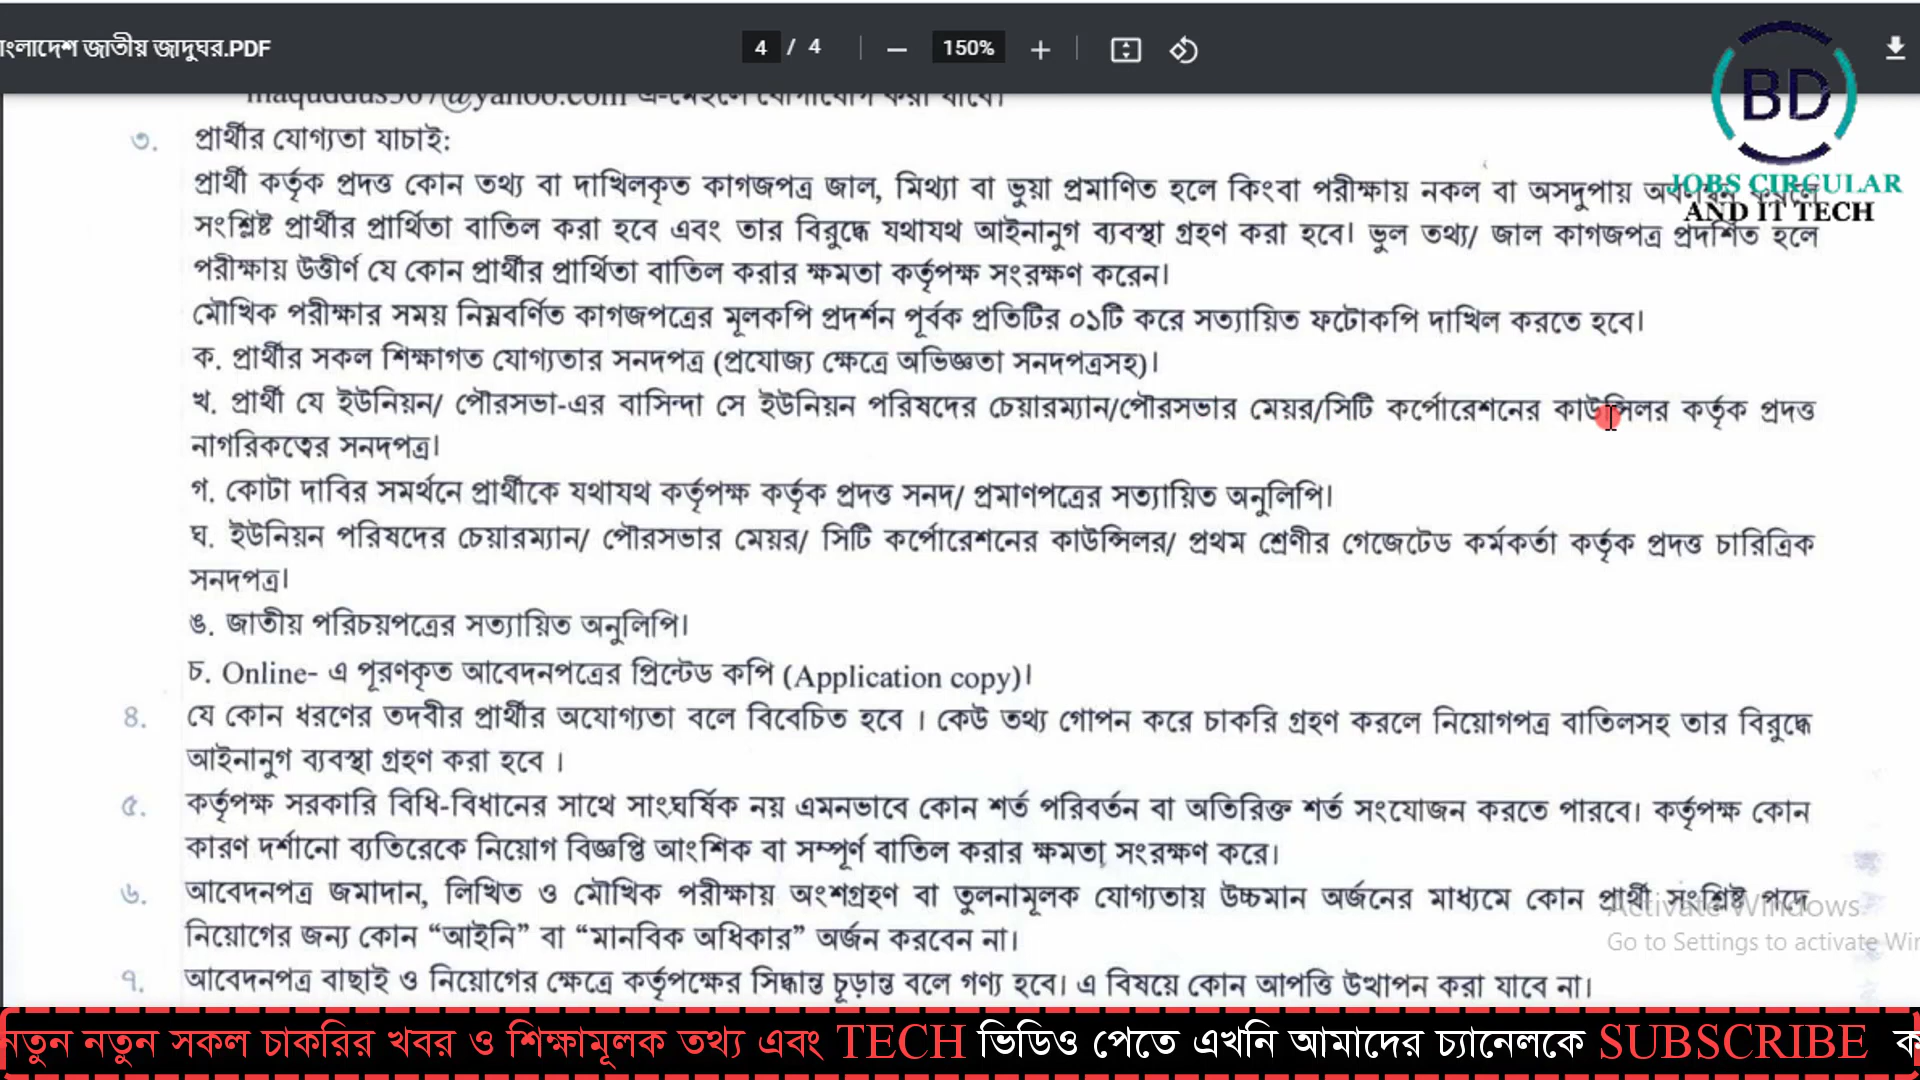 াংলাদেশ জাতীয় জাদুঘর.PDF
4 / 4
150%
BD
JOBS CIRCULAR
AND IT TECH
maquddus567@yahoo.com এ-মেইলে যোগাযোগ করা যাবে।
৩. প্রার্থীর যোগ্যতা যাচাই:
প্রার্থী কর্তৃক প্রদত্ত কোন তথ্য বা দাখিলকৃত কাগজপত্র জাল, মিথ্যা বা ভুয়া প্রমাণিত হলে কিংবা পরীক্ষায় নকল বা অসদুপায় অবলম্বন করলে
সংশ্লিষ্ট প্রার্থীর প্রার্থিতা বাতিল করা হবে এবং তার বিরুদ্ধে যথাযথ আইনানুগ ব্যবস্থা গ্রহণ করা হবে। ভুল তথ্য/ জাল কাগজপত্র প্রদর্শিত হলে
পরীক্ষায় উত্তীর্ণ যে কোন প্রার্থীর প্রার্থিতা বাতিল করার ক্ষমতা কর্তৃপক্ষ সংরক্ষণ করেন।
মৌখিক পরীক্ষার সময় নিম্নবর্ণিত কাগজপত্রের মূলকপি প্রদর্শন পূর্বক প্রতিটির ০১টি করে সত্যায়িত ফটোকপি দাখিল করতে হবে।
ক. প্রার্থীর সকল শিক্ষাগত যোগ্যতার সনদপত্র (প্রযোজ্য ক্ষেত্রে অভিজ্ঞতা সনদপত্রসহ)।
খ. প্রার্থী যে ইউনিয়ন/ পৌরসভা-এর বাসিন্দা সে ইউনিয়ন পরিষদের চেয়ারম্যান/পৌরসভার মেয়র/সিটি কর্পোরেশনের কাউন্সিলর কর্তৃক প্রদত্ত
নাগরিকত্বের সনদপত্র।
গ. কোটা দাবির সমর্থনে প্রার্থীকে যথাযথ কর্তৃপক্ষ কর্তৃক প্রদত্ত সনদ/ প্রমাণপত্রের সত্যায়িত অনুলিপি।
ঘ. ইউনিয়ন পরিষদের চেয়ারম্যান/ পৌরসভার মেয়র/ সিটি কর্পোরেশনের কাউন্সিলর/ প্রথম শ্রেণীর গেজেটেড কর্মকর্তা কর্তৃক প্রদত্ত চারিত্রিক
সনদপত্র।
ঙ. জাতীয় পরিচয়পত্রের সত্যায়িত অনুলিপি।
চ. Online- এ পূরণকৃত আবেদনপত্রের প্রিন্টেড কপি (Application copy)।
৪. যে কোন ধরণের তদবীর প্রার্থীর অযোগ্যতা বলে বিবেচিত হবে । কেউ তথ্য গোপন করে চাকরি গ্রহণ করলে নিয়োগপত্র বাতিলসহ তার বিরুদ্ধে
আইনানুগ ব্যবস্থা গ্রহণ করা হবে ।
৫. কর্তৃপক্ষ সরকারি বিধি-বিধানের সাথে সাংঘর্ষিক নয় এমনভাবে কোন শর্ত পরিবর্তন বা অতিরিক্ত শর্ত সংযোজন করতে পারবে। কর্তৃপক্ষ কোন
কারণ দর্শানো ব্যতিরেকে নিয়োগ বিজ্ঞপ্তি আংশিক বা সম্পূর্ণ বাতিল করার ক্ষমতা সংরক্ষণ করে।
৬. আবেদনপত্র জমাদান, লিখিত ও মৌখিক পরীক্ষায় অংশগ্রহণ বা তুলনামূলক যোগ্যতায় উচ্চমান অর্জনের মাধ্যমে কোন প্রার্থী সংশ্লিষ্ট পদে
নিয়োগের জন্য কোন “আইনি” বা “মানবিক অধিকার” অর্জন করবেন না।
Activate Windows
Go to Settings to activate Win
৭. আবেদনপত্র বাছাই ও নিয়োগের ক্ষেত্রে কর্তৃপক্ষের সিদ্ধান্ত চূড়ান্ত বলে গণ্য হবে। এ বিষয়ে কোন আপত্তি উত্থাপন করা যাবে না।
নতুন নতুন সকল চাকরির খবর ও শিক্ষামূলক তথ্য এবং TECH ভিডিও পেতে এখনি আমাদের চ্যানেলকে SUBSCRIBE ক